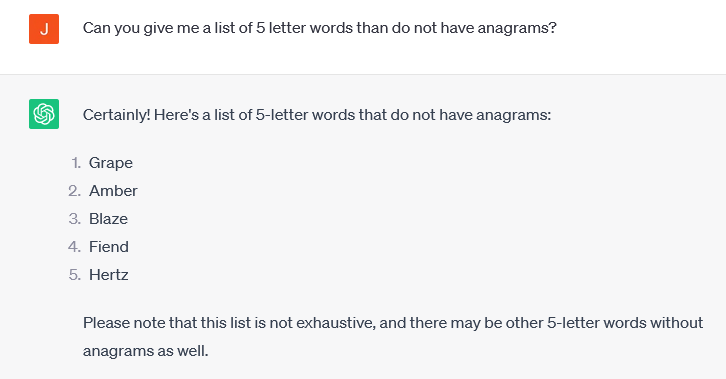 J
Can you give me a list of 5 letter words than do not have anagrams?
Certainly! Here's a list of 5-letter words that do not have anagrams:
1. Grape
2. Amber
3. Blaze
4. Fiend
5. Hertz
Please note that this list is not exhaustive, and there may be other 5-letter words without
anagrams as well.